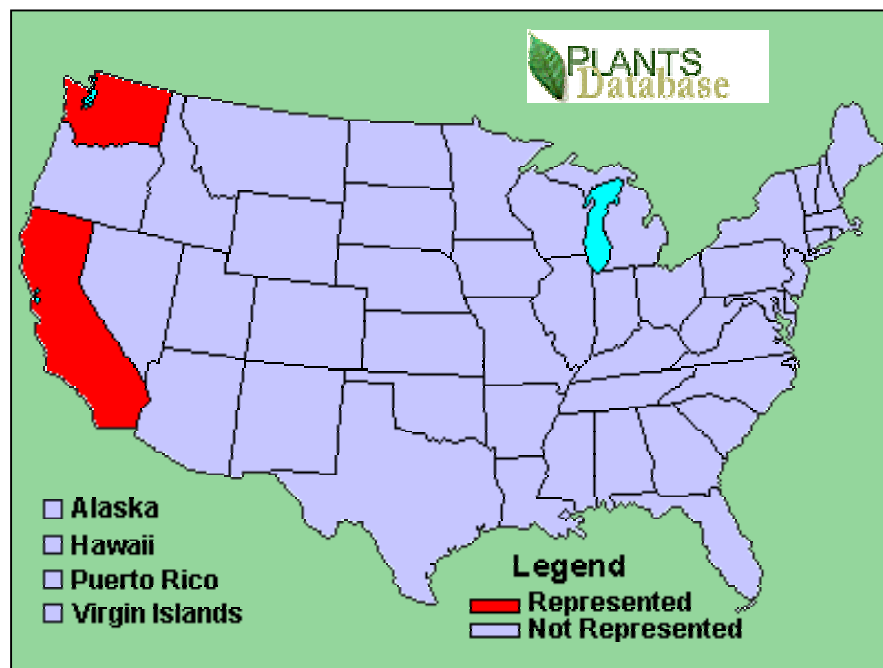 PLANTS
Database
Alaska
Hawaii
Puerto Rico
Virgin Islands
Legend
Represented
Not Represented